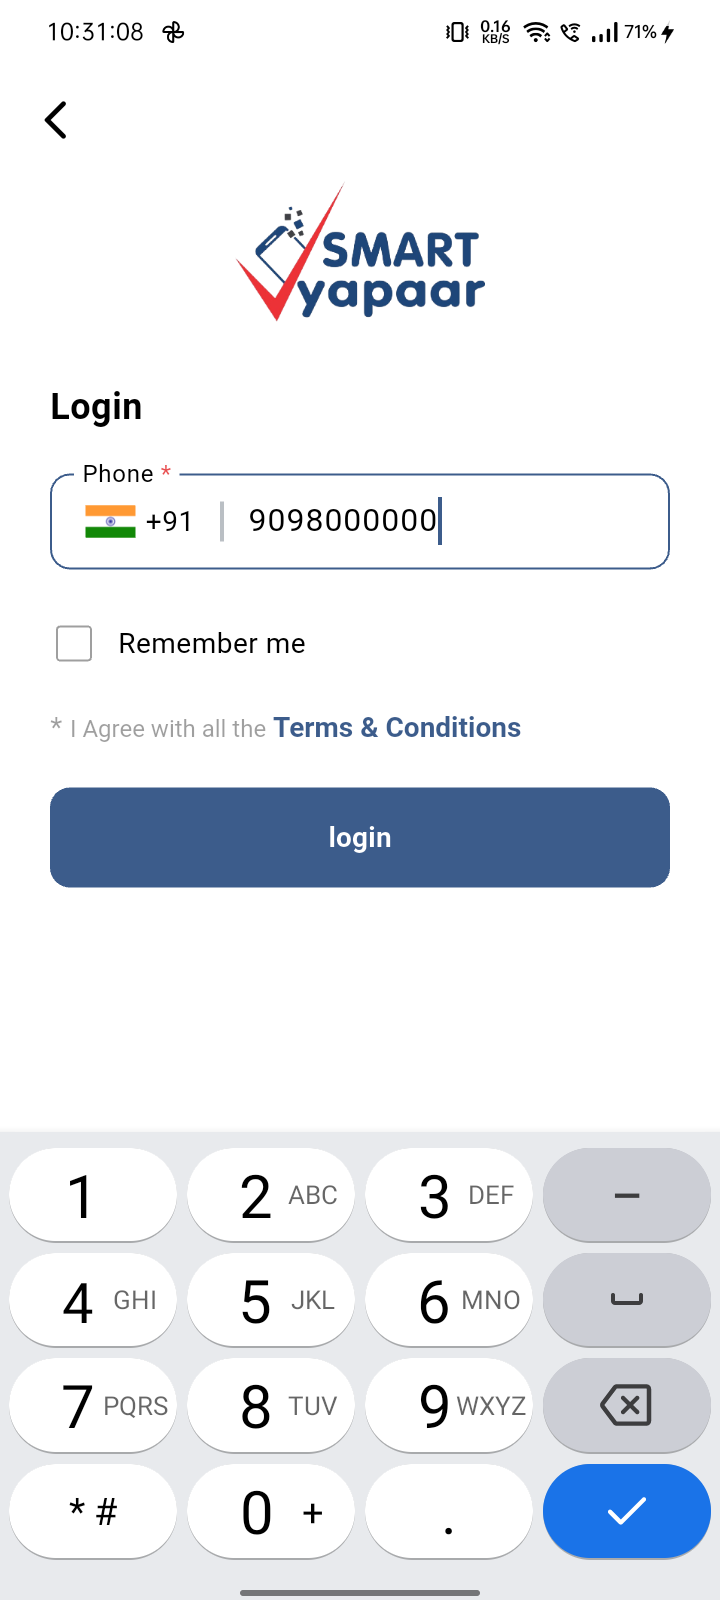 10:31:08 0.16 KB/S 71%
SMART
yapaar
Login
Phone *
+91 9098000000
Remember me
* I Agree with all the Terms & Conditions
login
1 2 ABC 3 DEF –
4 GHI 5 JKL 6 MNO
7 PQRS 8 TUV 9 WXYZ
* # 0 + .